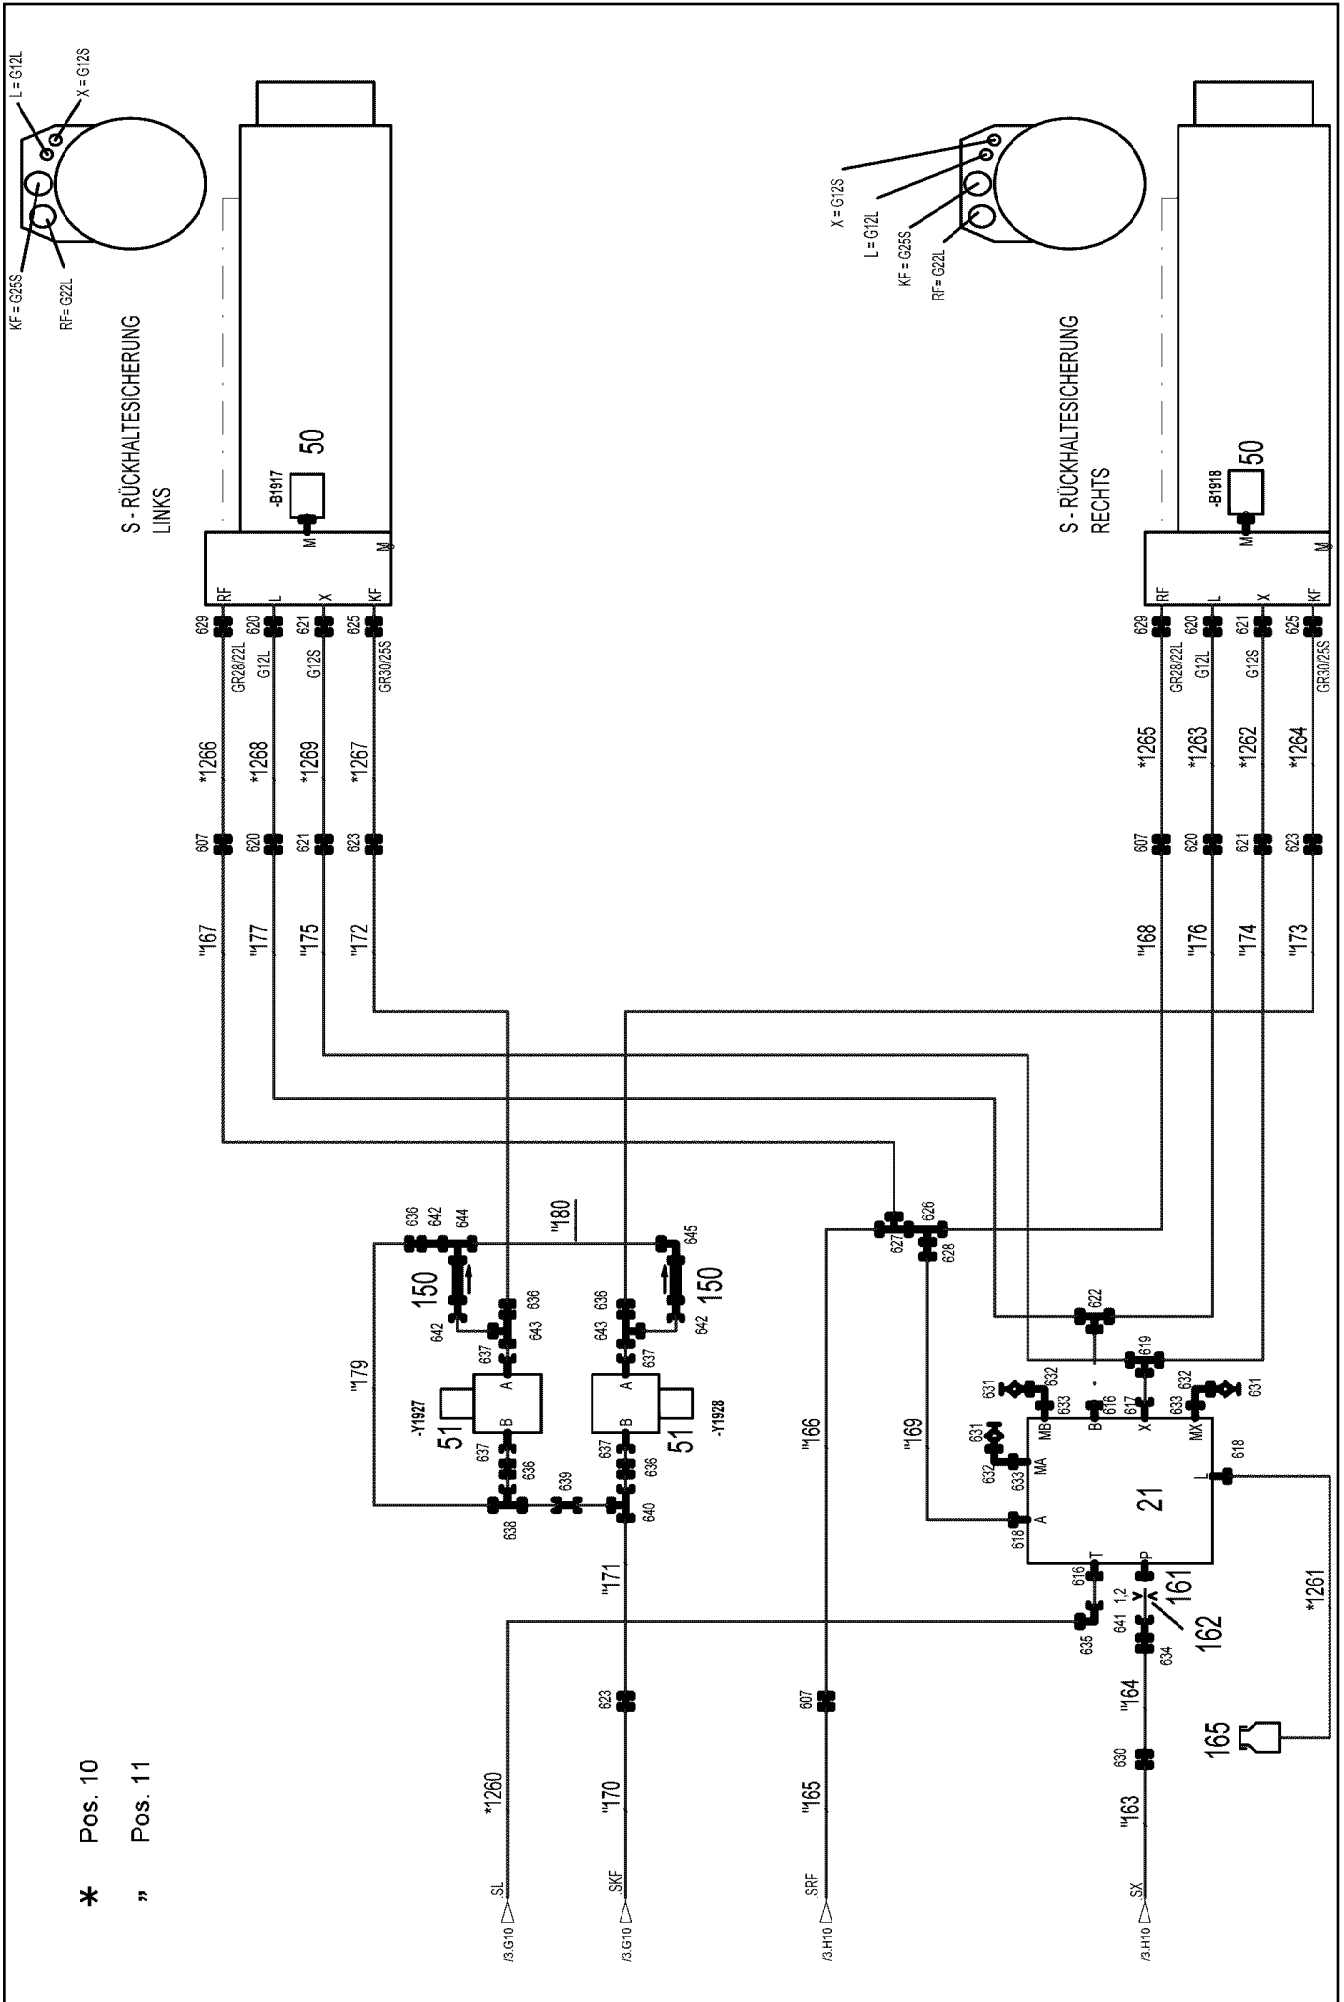 * Pos. 10
" Pos. 11
S - RÜCKHALTESICHERUNG
LINKS
KF = G25S
RF= G22L
L = G12L
X = G12S
-B1917
50
M
M
RF
L
X
KF
629
620
621
625
GR28/22L
G12L
G12S
GR30/25S
*1266
*1268
*1269
*1267
607
620
621
623
"167
"177
"175
"172
S - RÜCKHALTESICHERUNG
RECHTS
X = G12S
L = G12L
KF = G25S
RF= G22L
-B1918
50
M
M
RF
L
X
KF
629
620
621
625
GR28/22L
G12L
G12S
GR30/25S
*1265
*1263
*1262
*1264
607
620
621
623
"168
"176
"174
"173
636
642
644
150
642
643
636
637
"179
"180
645
150
642
643
636
637
-Y1927
51
A
B
637
636
638
639
-Y1928
51
A
B
637
636
640
"171
623
"170
*1260
.SL
/3.G10
.SKF
/3.G10
.SRF
/3.H10
.SX
/3.H10
"165
607
"166
"169
627
626
628
622
619
631
632
633
MB
616
B
617
X
631
632
633
MX
631
632
633
MA
618
A
21
L
618
T
616
635
P
161
1,2
641
162
634
"164
630
"163
165
*1261